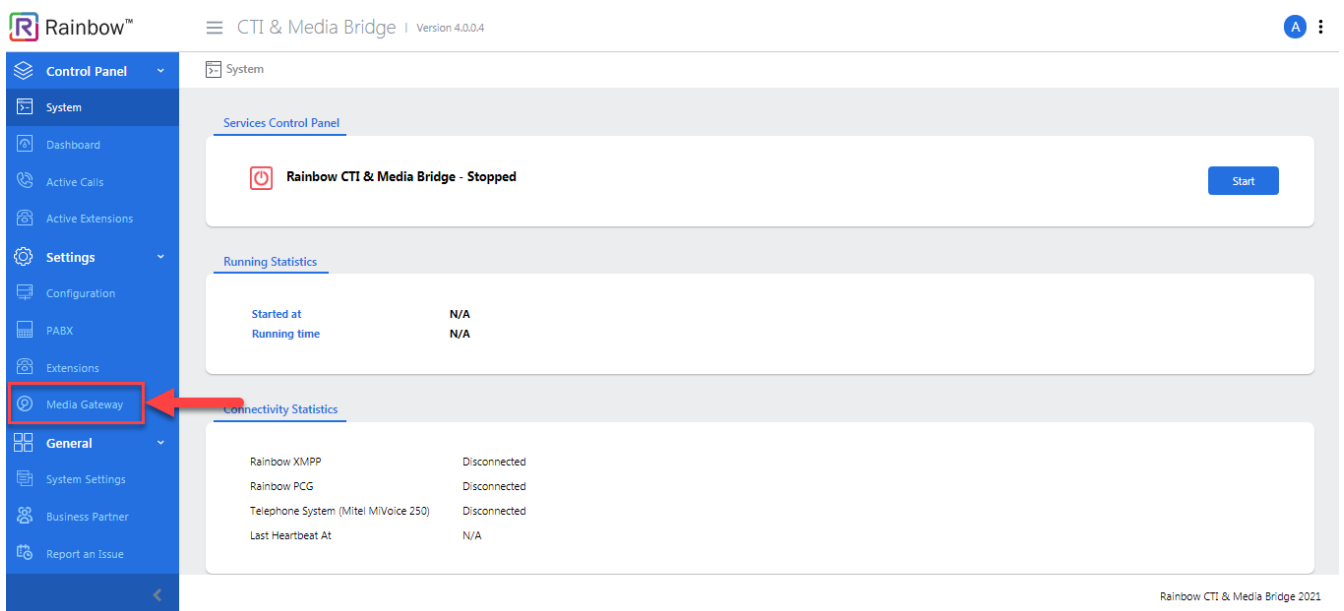 R Rainbow™
CTI & Media Bridge | Version 4.0.0.4
A
Control Panel
System
Dashboard
Active Calls
Active Extensions
Settings
Configuration
PABX
Extensions
Media Gateway
General
System Settings
Business Partner
Report an Issue
System
Services Control Panel
Rainbow CTI & Media Bridge - Stopped
Start
Running Statistics
Started at N/A
Running time N/A
Connectivity Statistics
Rainbow XMPP Disconnected
Rainbow PCG Disconnected
Telephone System (Mitel MiVoice 250) Disconnected
Last Heartbeat At N/A
Rainbow CTI & Media Bridge 2021